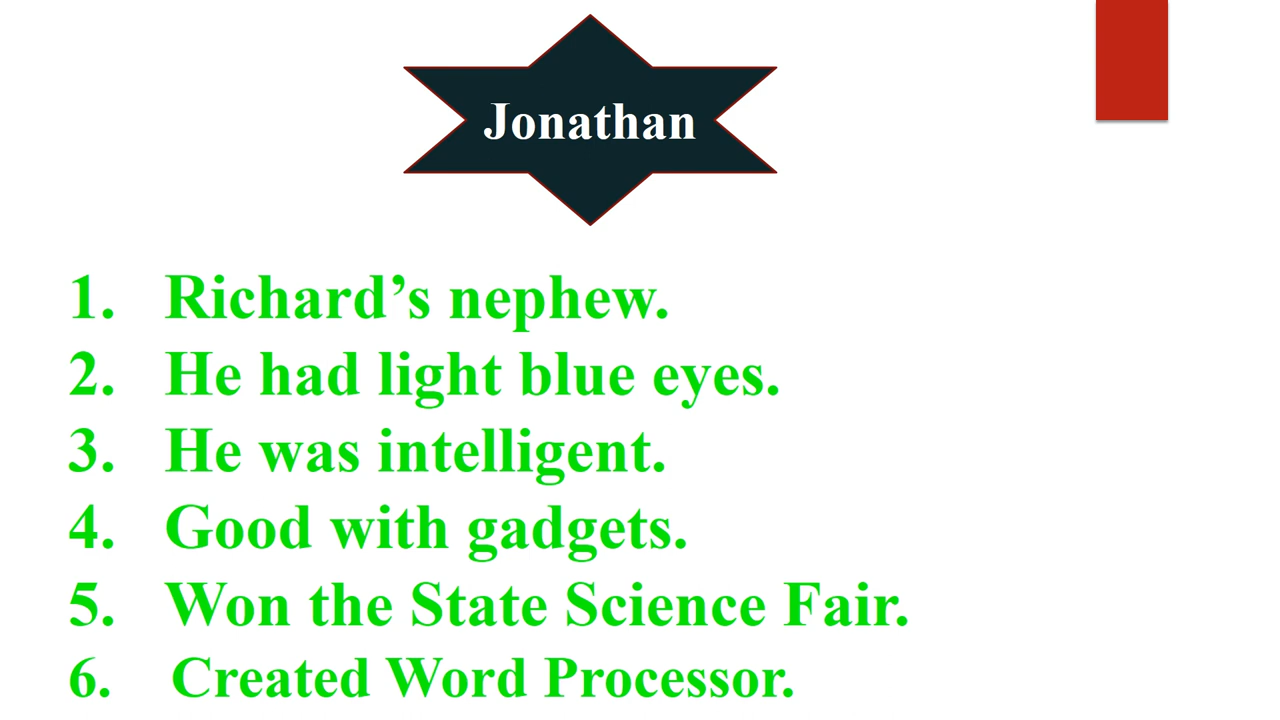 Jonathan
1. Richard’s nephew.
2. He had light blue eyes.
3. He was intelligent.
4. Good with gadgets.
5. Won the State Science Fair.
6. Created Word Processor.